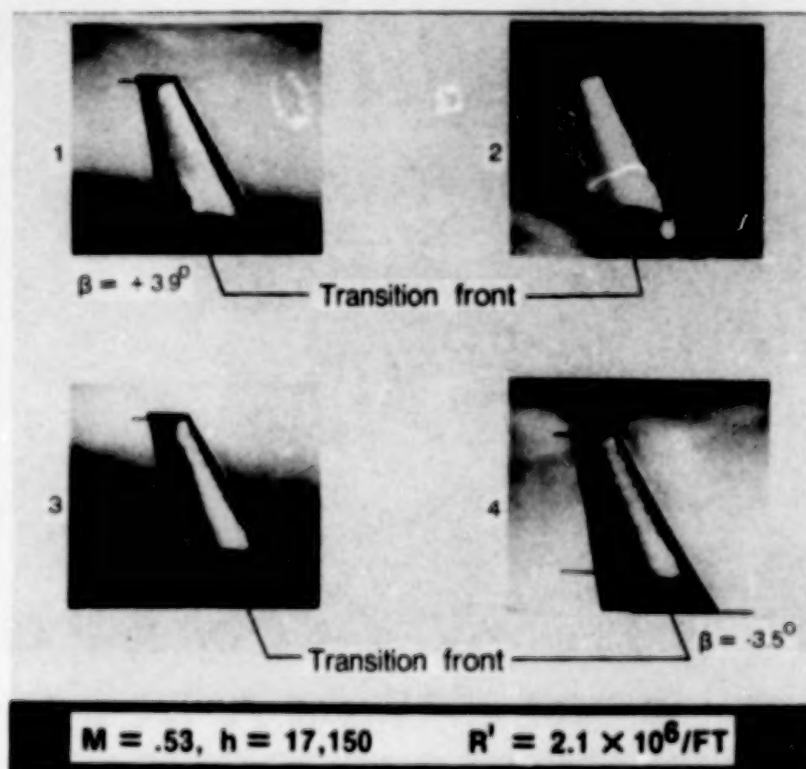 1
2
β = + 3.9°
Transition front
3
4
Transition front
β = -3.5°
M = .53, h = 17,150 R' = 2.1 × 10⁶/FT